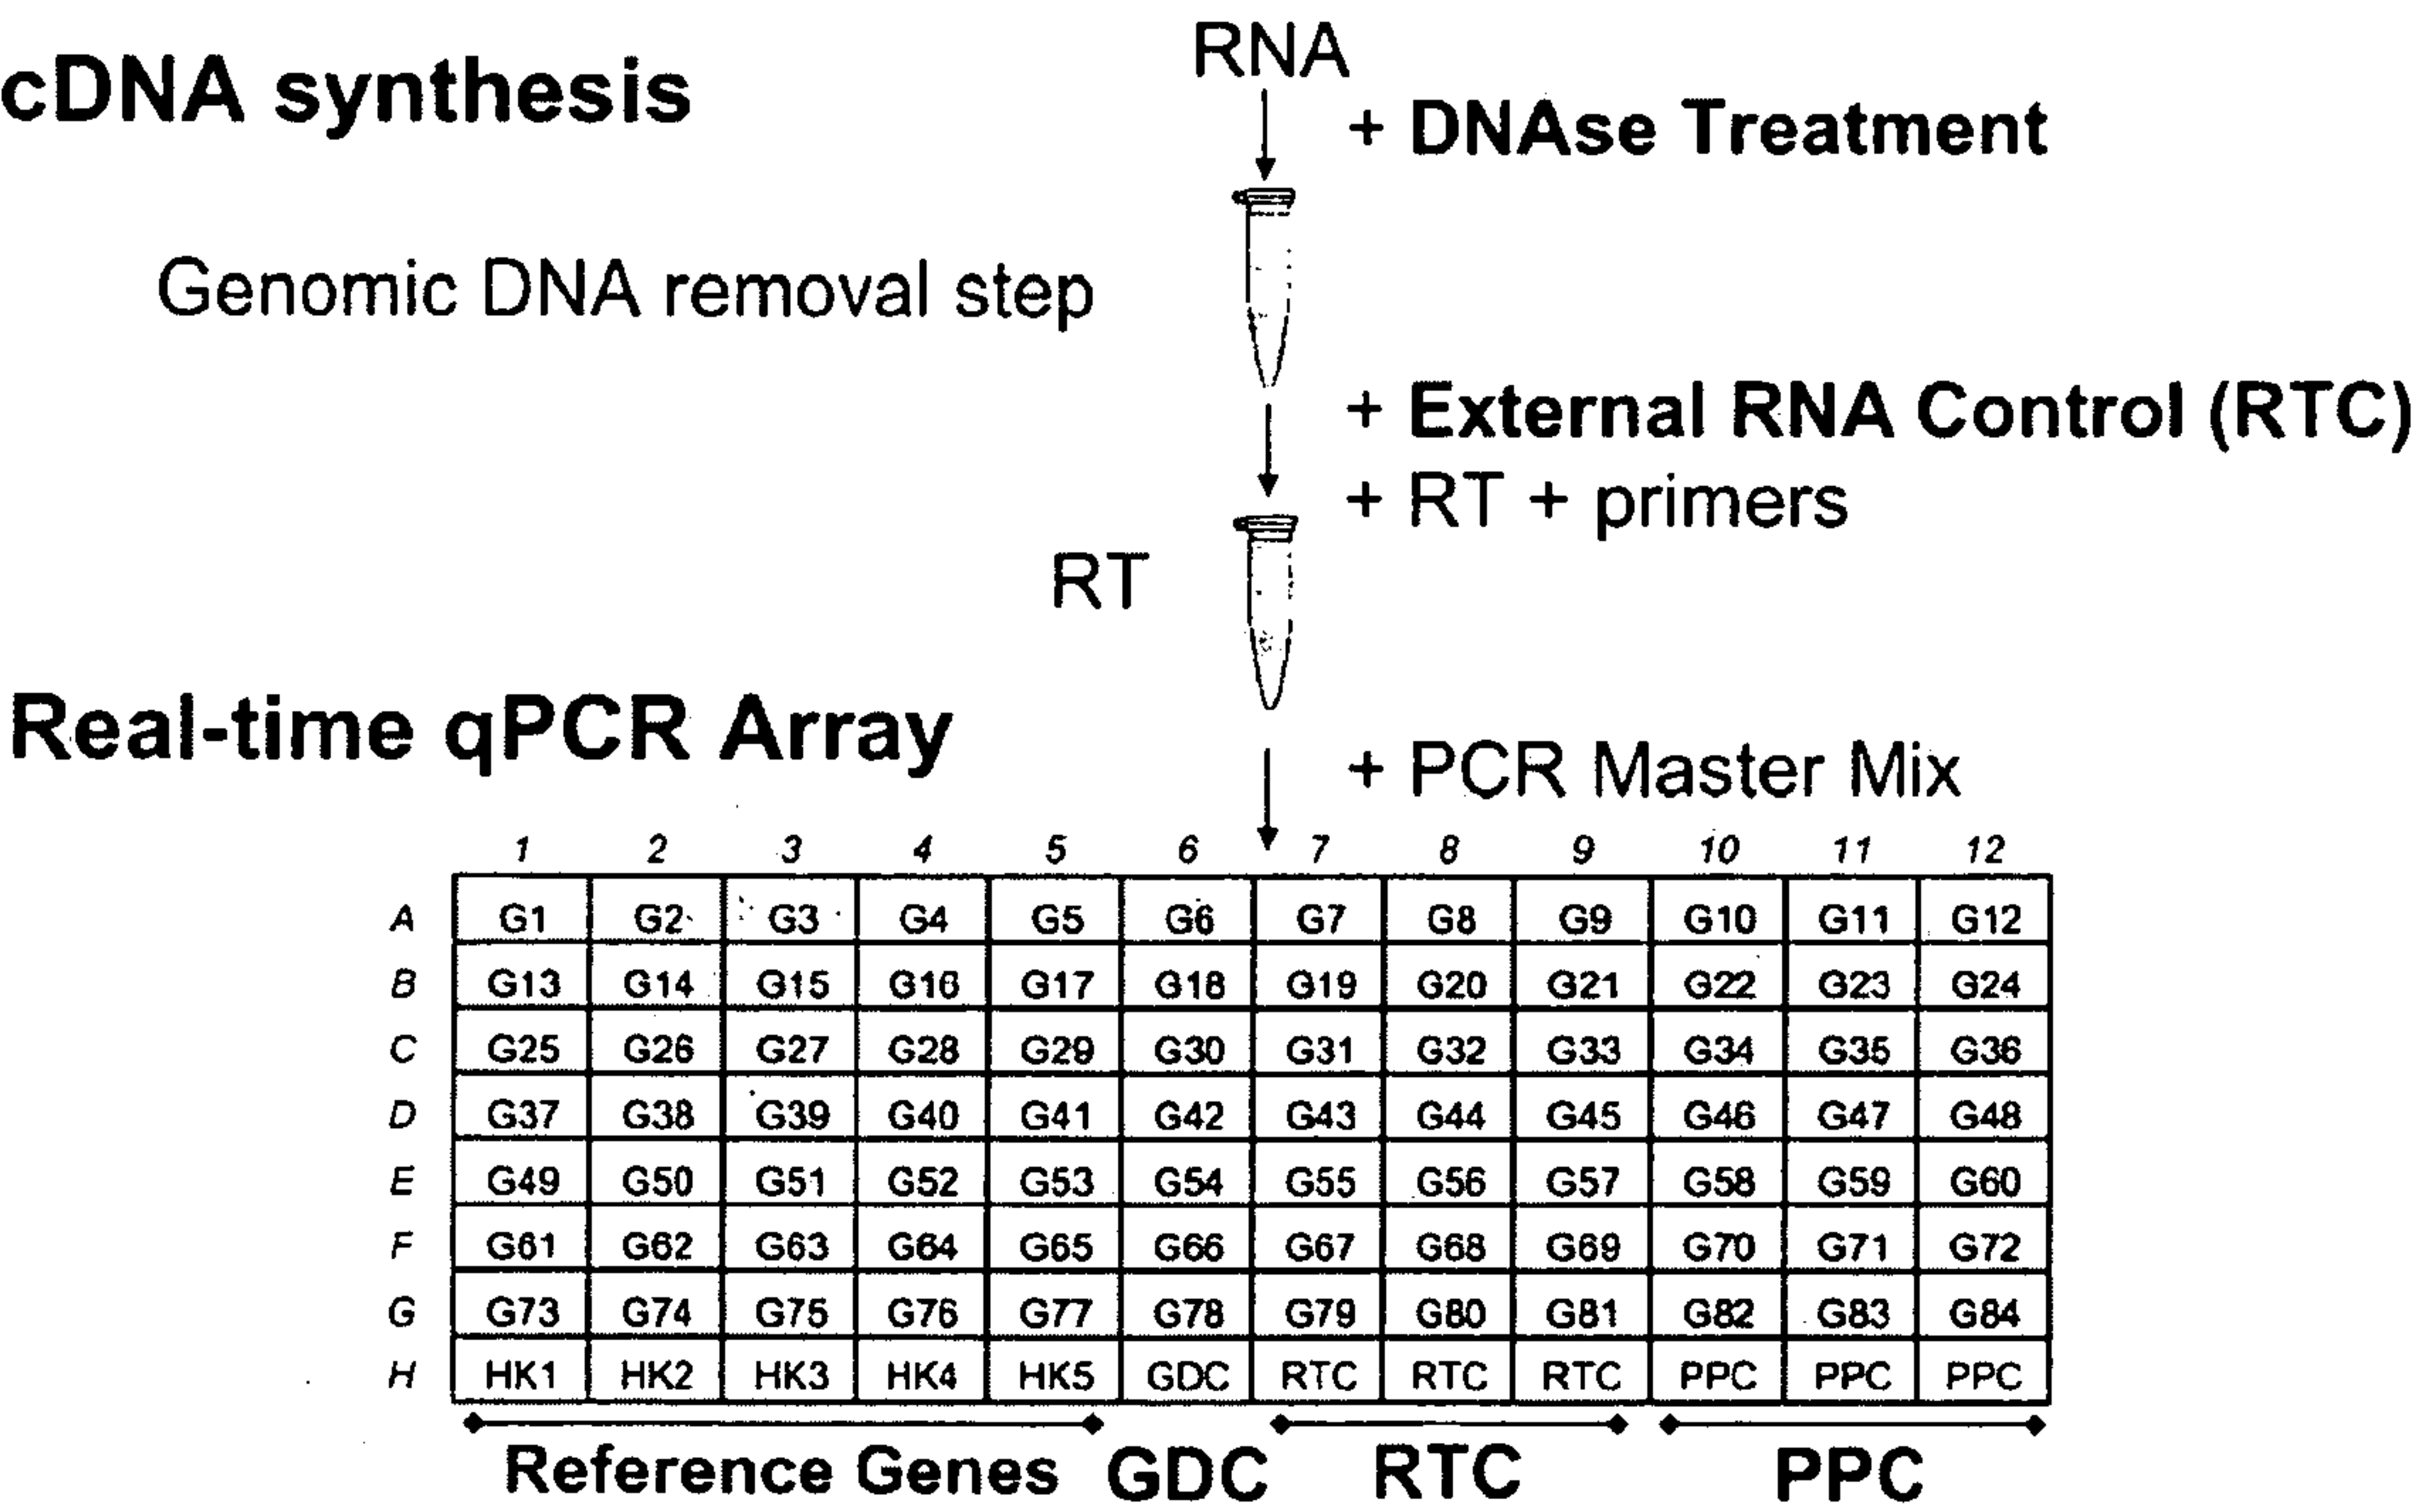 RNA
cDNA synthesis
+ DNAse Treatment
Genomic DNA removal step
+ External RNA Control (RTC)
+ RT + primers
RT
Real-time qPCR Array
+ PCR Master Mix
1 2 3 4 5 6 7 8 9 10 11 12
A G1 G2 G3 G4 G5 G6 G7 G8 G9 G10 G11 G12
B G13 G14 G15 G16 G17 G18 G19 G20 G21 G22 G23 G24
C G25 G26 G27 G28 G29 G30 G31 G32 G33 G34 G35 G36
D G37 G38 G39 G40 G41 G42 G43 G44 G45 G46 G47 G48
E G49 G50 G51 G52 G53 G54 G55 G56 G57 G58 G59 G60
F G61 G62 G63 G64 G65 G66 G67 G68 G69 G70 G71 G72
G G73 G74 G75 G76 G77 G78 G79 G80 G81 G82 G83 G84
H HK1 HK2 HK3 HK4 HK5 GDC RTC RTC RTC PPC PPC PPC
Reference Genes GDC RTC PPC